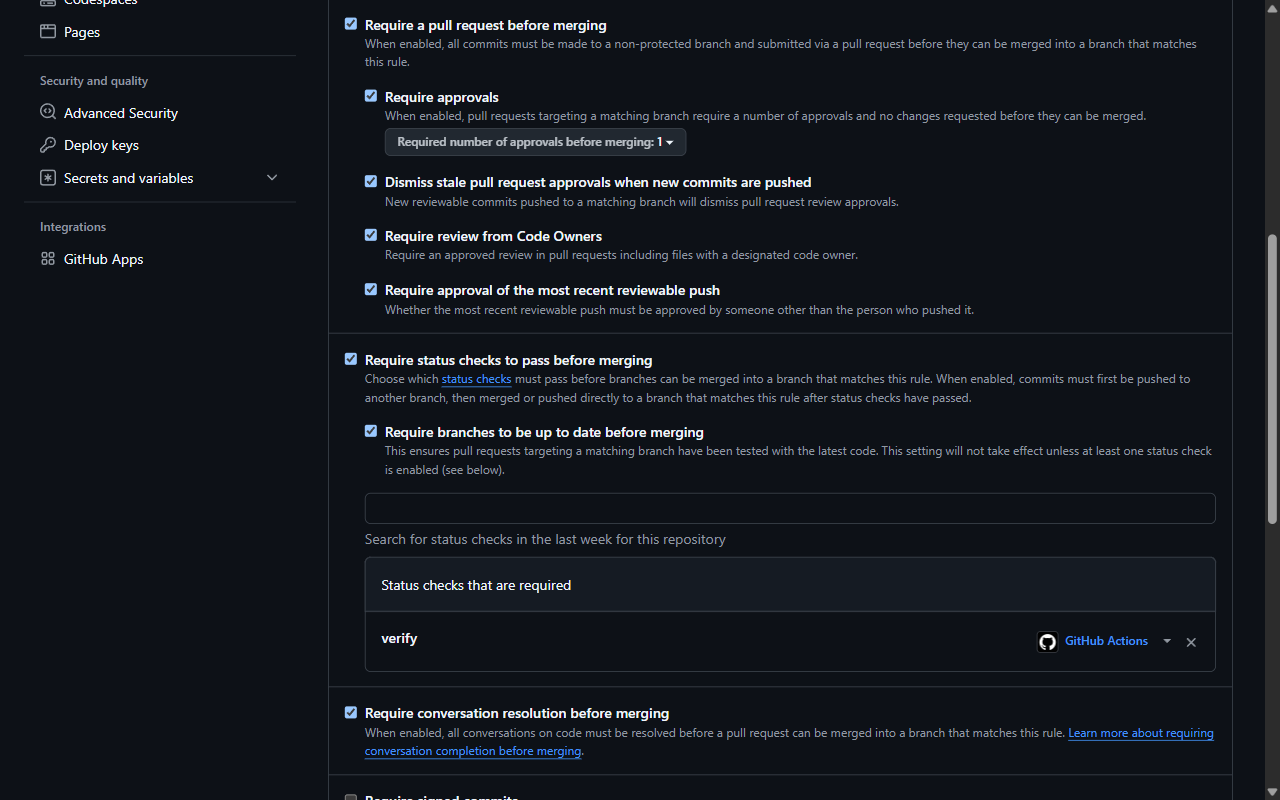 Codespaces
Pages
Security and quality
Advanced Security
Deploy keys
Secrets and variables
Integrations
GitHub Apps
Require a pull request before merging
When enabled, all commits must be made to a non-protected branch and submitted via a pull request before they can be merged into a branch that matches
this rule.
Require approvals
When enabled, pull requests targeting a matching branch require a number of approvals and no changes requested before they can be merged.
Required number of approvals before merging: 1
Dismiss stale pull request approvals when new commits are pushed
New reviewable commits pushed to a matching branch will dismiss pull request review approvals.
Require review from Code Owners
Require an approved review in pull requests including files with a designated code owner.
Require approval of the most recent reviewable push
Whether the most recent reviewable push must be approved by someone other than the person who pushed it.
Require status checks to pass before merging
Choose which status checks must pass before branches can be merged into a branch that matches this rule. When enabled, commits must first be pushed to
another branch, then merged or pushed directly to a branch that matches this rule after status checks have passed.
Require branches to be up to date before merging
This ensures pull requests targeting a matching branch have been tested with the latest code. This setting will not take effect unless at least one status check
is enabled (see below).
Search for status checks in the last week for this repository
Status checks that are required
verify
GitHub Actions
Require conversation resolution before merging
When enabled, all conversations on code must be resolved before a pull request can be merged into a branch that matches this rule. Learn more about requiring
conversation completion before merging.
Require signed commits